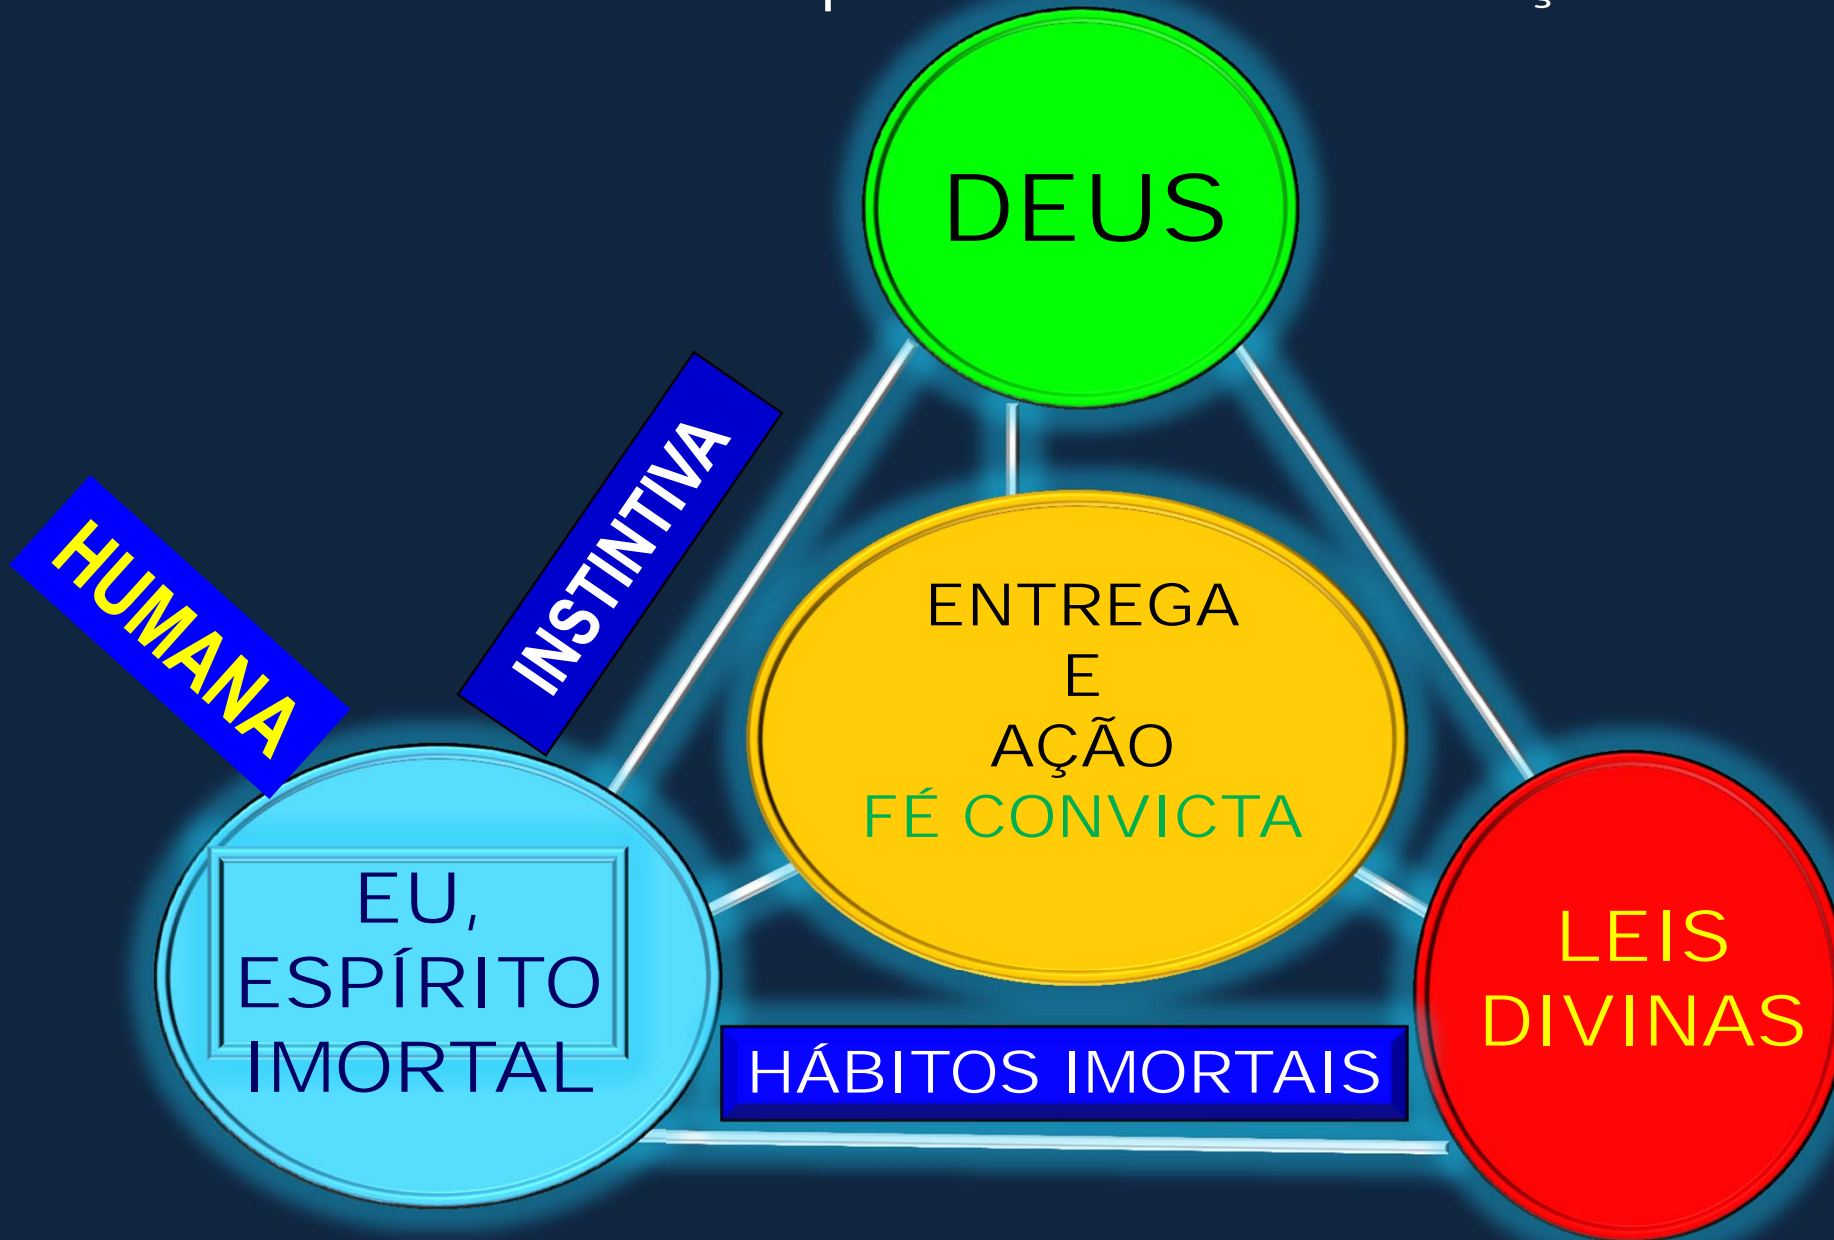 DEUS
INSTINTIVA
HUMANA
ENTREGA
E
AÇÃO
FÉ CONVICTA
EU,
ESPÍRITO
IMORTAL
LEIS
DIVINAS
HÁBITOS IMORTAIS